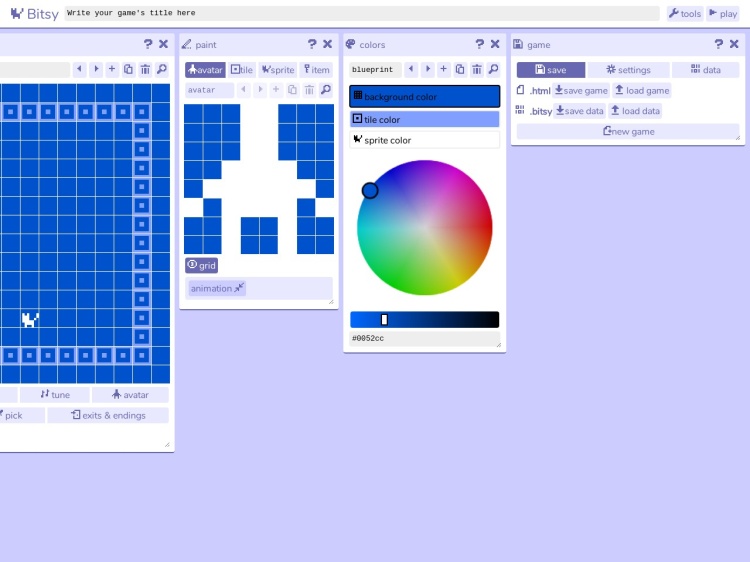 Bitsy Write your game's title here tools play
? paint ? colors ? game ?
avatar tile sprite item
blueprint
save settings data
avatar
background color
.html save game load game
tile color
.bitsy save data load data
sprite color
new game
grid
animation
#0052cc
tune avatar
pick exits & endings